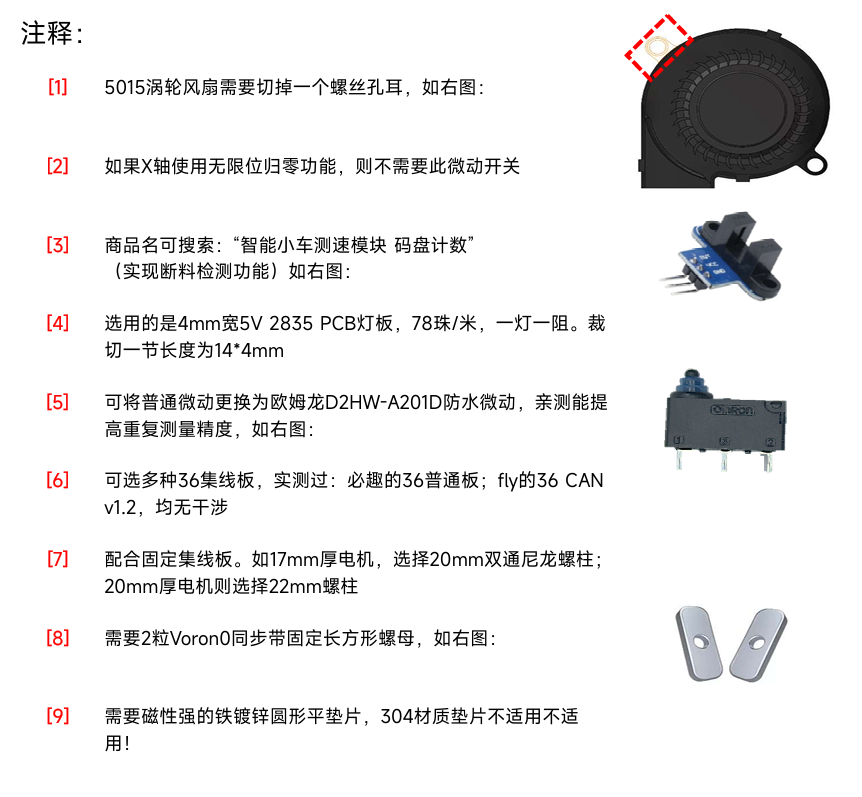 注释：
[1] 5015涡轮风扇需要切掉一个螺丝孔耳，如右图：
[2] 如果X轴使用无限位归零功能，则不需要此微动开关
[3] 商品名可搜索：“智能小车测速模块 码盘计数”
（实现断料检测功能）如右图：
[4] 选用的是4mm宽5V 2835 PCB灯板，78珠/米，一灯一阻。裁
切一节长度为14*4mm
[5] 可将普通微动更换为欧姆龙D2HW-A201D防水微动，亲测能提
高重复测量精度，如右图：
OMRON
1 3 2
[6] 可选多种36集线板，实测过：必趣的36普通板；fly的36 CAN
v1.2，均无干涉
[7] 配合固定集线板。如17mm厚电机，选择20mm双通尼龙螺柱；
20mm厚电机则选择22mm螺柱
[8] 需要2粒Voron0同步带固定长方形螺母，如右图：
[9] 需要磁性强的铁镀锌圆形平垫片，304材质垫片不适用不适
用！